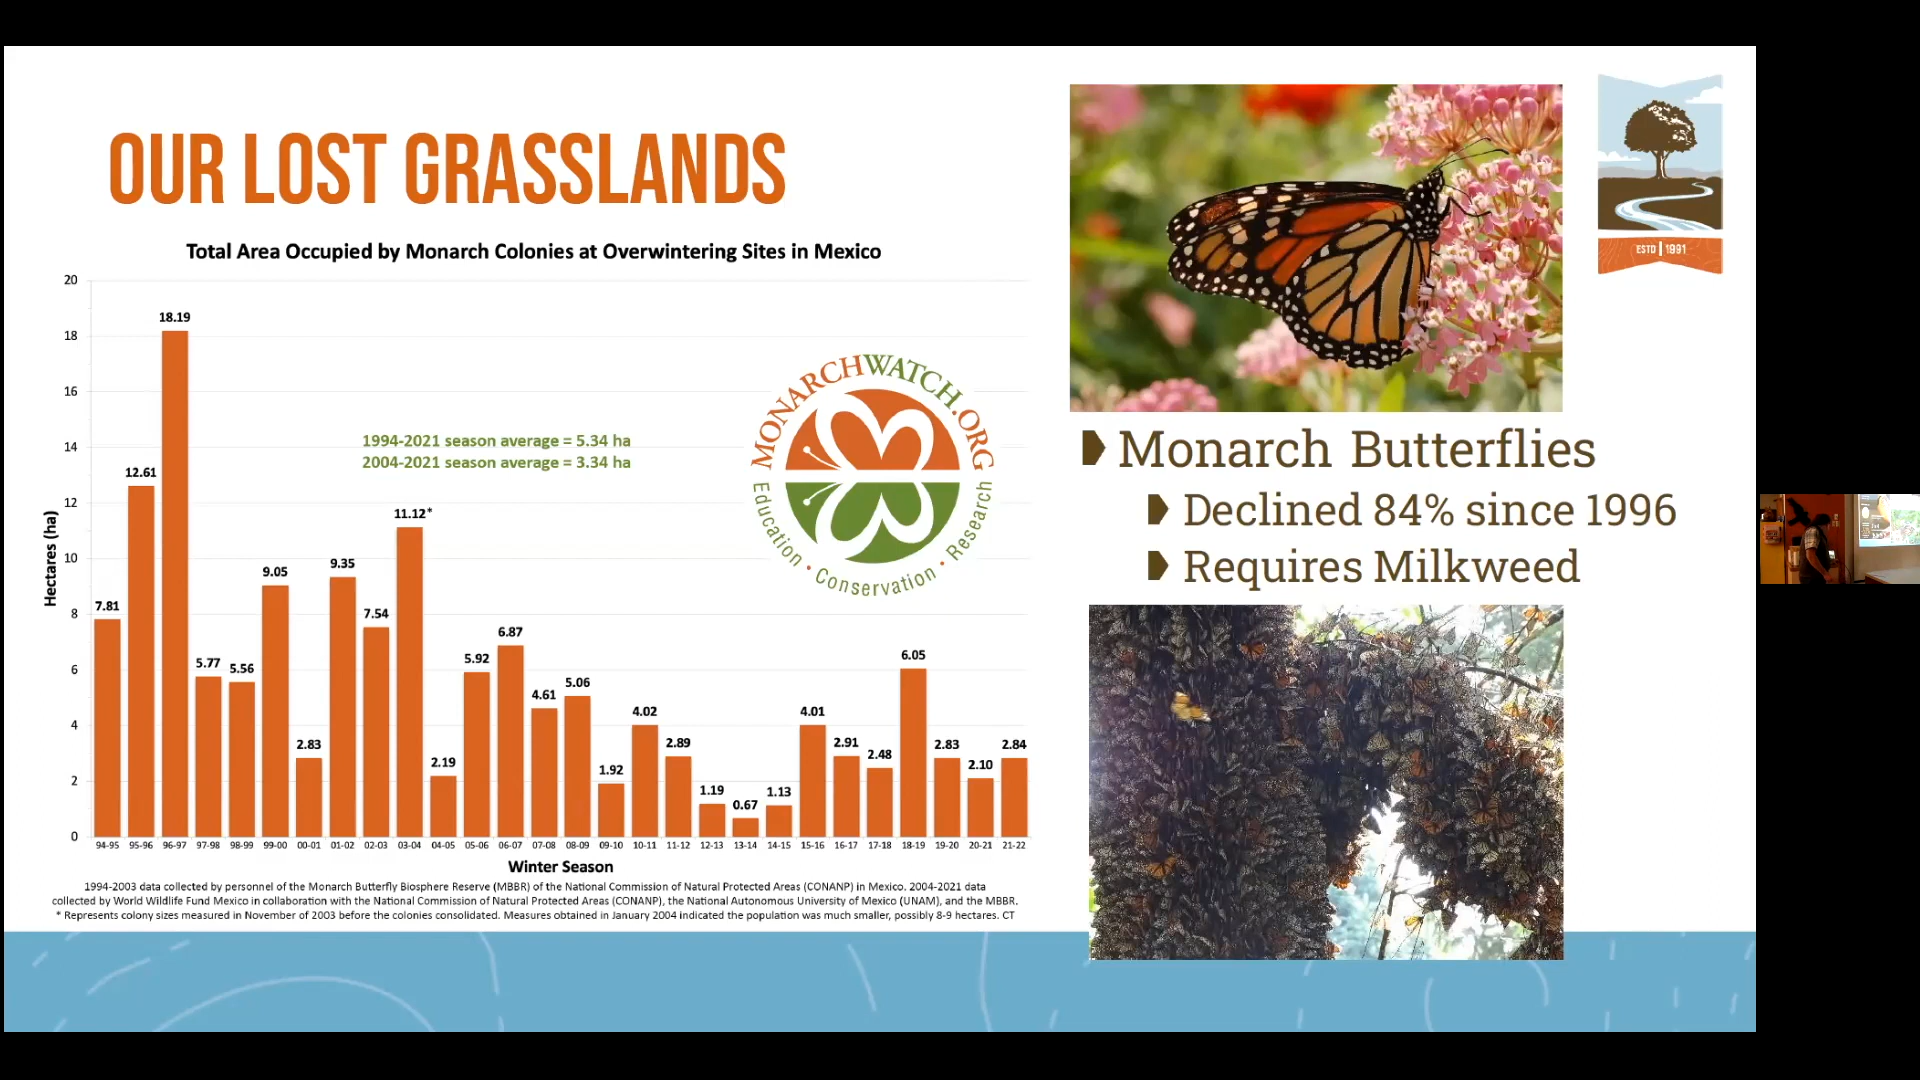 OUR LOST GRASSLANDS
Total Area Occupied by Monarch Colonies at Overwintering Sites in Mexico
Hectares (ha)
20
18
16
14
12
10
8
6
4
2
0
7.81
12.61
18.19
5.77
5.56
9.05
2.83
9.35
7.54
11.12*
2.19
5.92
6.87
4.61
5.06
1.92
4.02
2.89
1.19
0.67
1.13
4.01
2.91
2.48
6.05
2.83
2.10
2.84
1994-2021 season average = 5.34 ha
2004-2021 season average = 3.34 ha
MONARCHWATCH.ORG
Education • Conservation • Research
94-95 95-96 96-97 97-98 98-99 99-00 00-01 01-02 02-03 03-04 04-05 05-06 06-07 07-08 08-09 09-10 10-11 11-12 12-13 13-14 14-15 15-16 16-17 17-18 18-19 19-20 20-21 21-22
Winter Season
1994-2003 data collected by personnel of the Monarch Butterfly Biosphere Reserve (MBBR) of the National Commission of Natural Protected Areas (CONANP) in Mexico. 2004-2021 data
collected by World Wildlife Fund Mexico in collaboration with the National Commission of Natural Protected Areas (CONANP), the National Autonomous University of Mexico (UNAM), and the MBBR.
* Represents colony sizes measured in November of 2003 before the colonies consolidated. Measures obtained in January 2004 indicated the population was much smaller, possibly 8-9 hectares. CT
ESTD | 1991
Monarch Butterflies
Declined 84% since 1996
Requires Milkweed